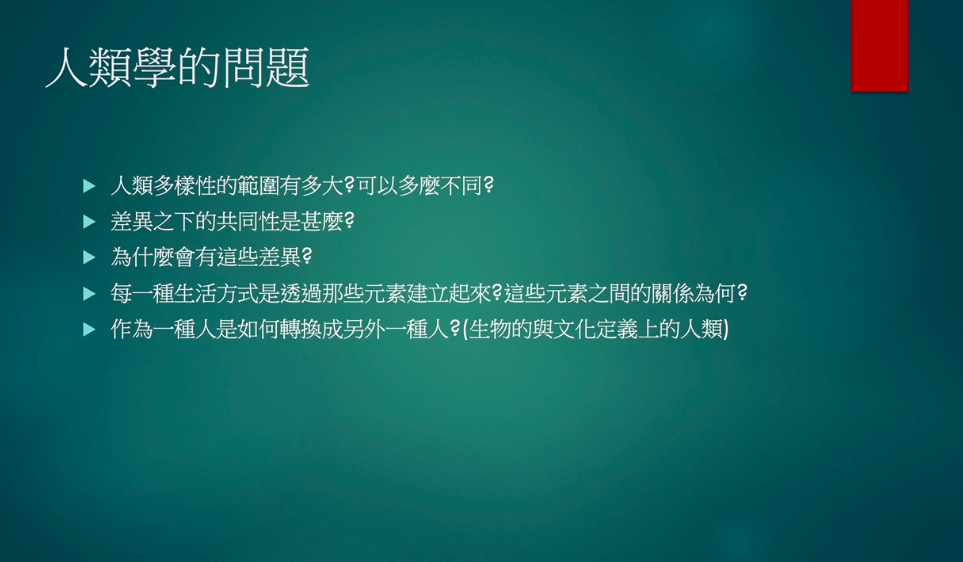 人類學的問題
人類多樣性的範圍有多大?可以多麼不同?
差異之下的共同性是甚麼?
為什麼會有這些差異?
每一種生活方式是透過那些元素建立起來?這些元素之間的關係為何?
作為一種人是如何轉換成另外一種人?(生物的與文化定義上的人類)